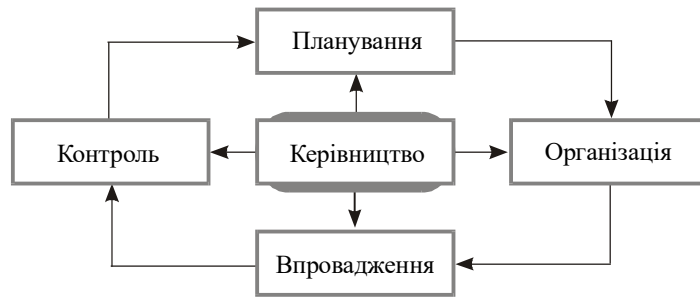 Планування
Контроль
Керівництво
Організація
Впровадження